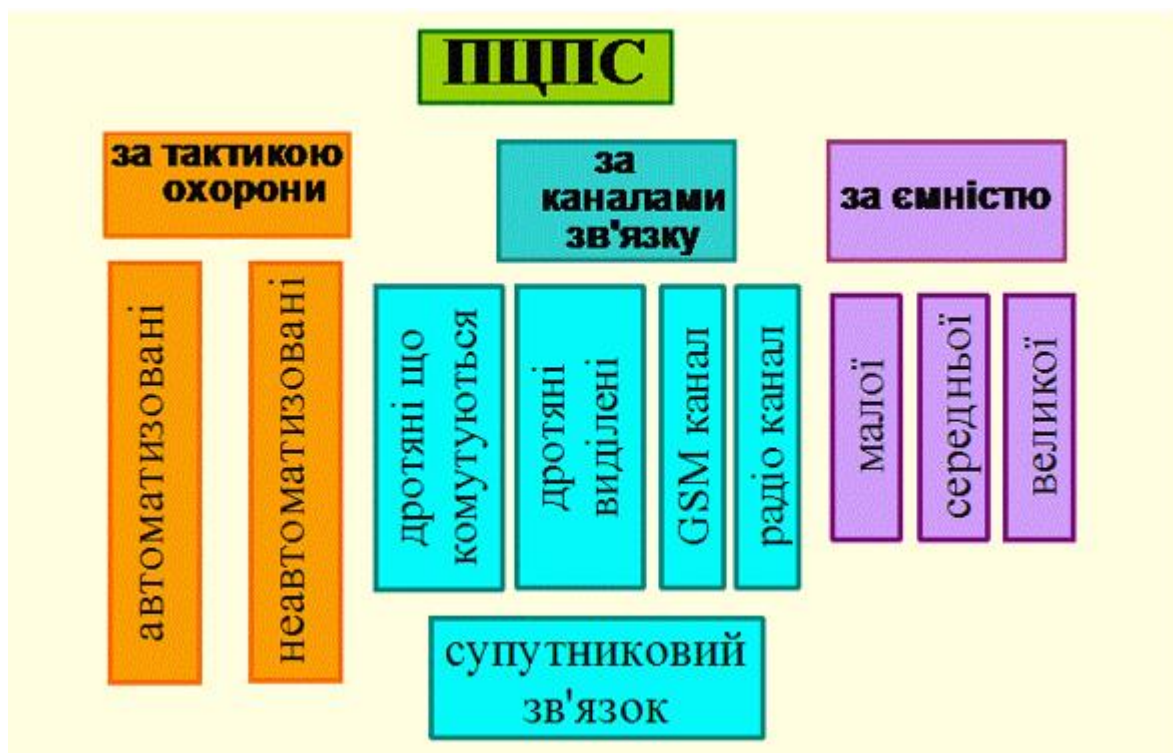 ПЦПС
за тактикою
охорони
за
каналами
зв'язку
за ємністю
автоматизовані
неавтоматизовані
дротяні що
комутуються
дротяні
виділені
GSM канал
радіо канал
малої
середньої
великої
супутниковий
зв'язок